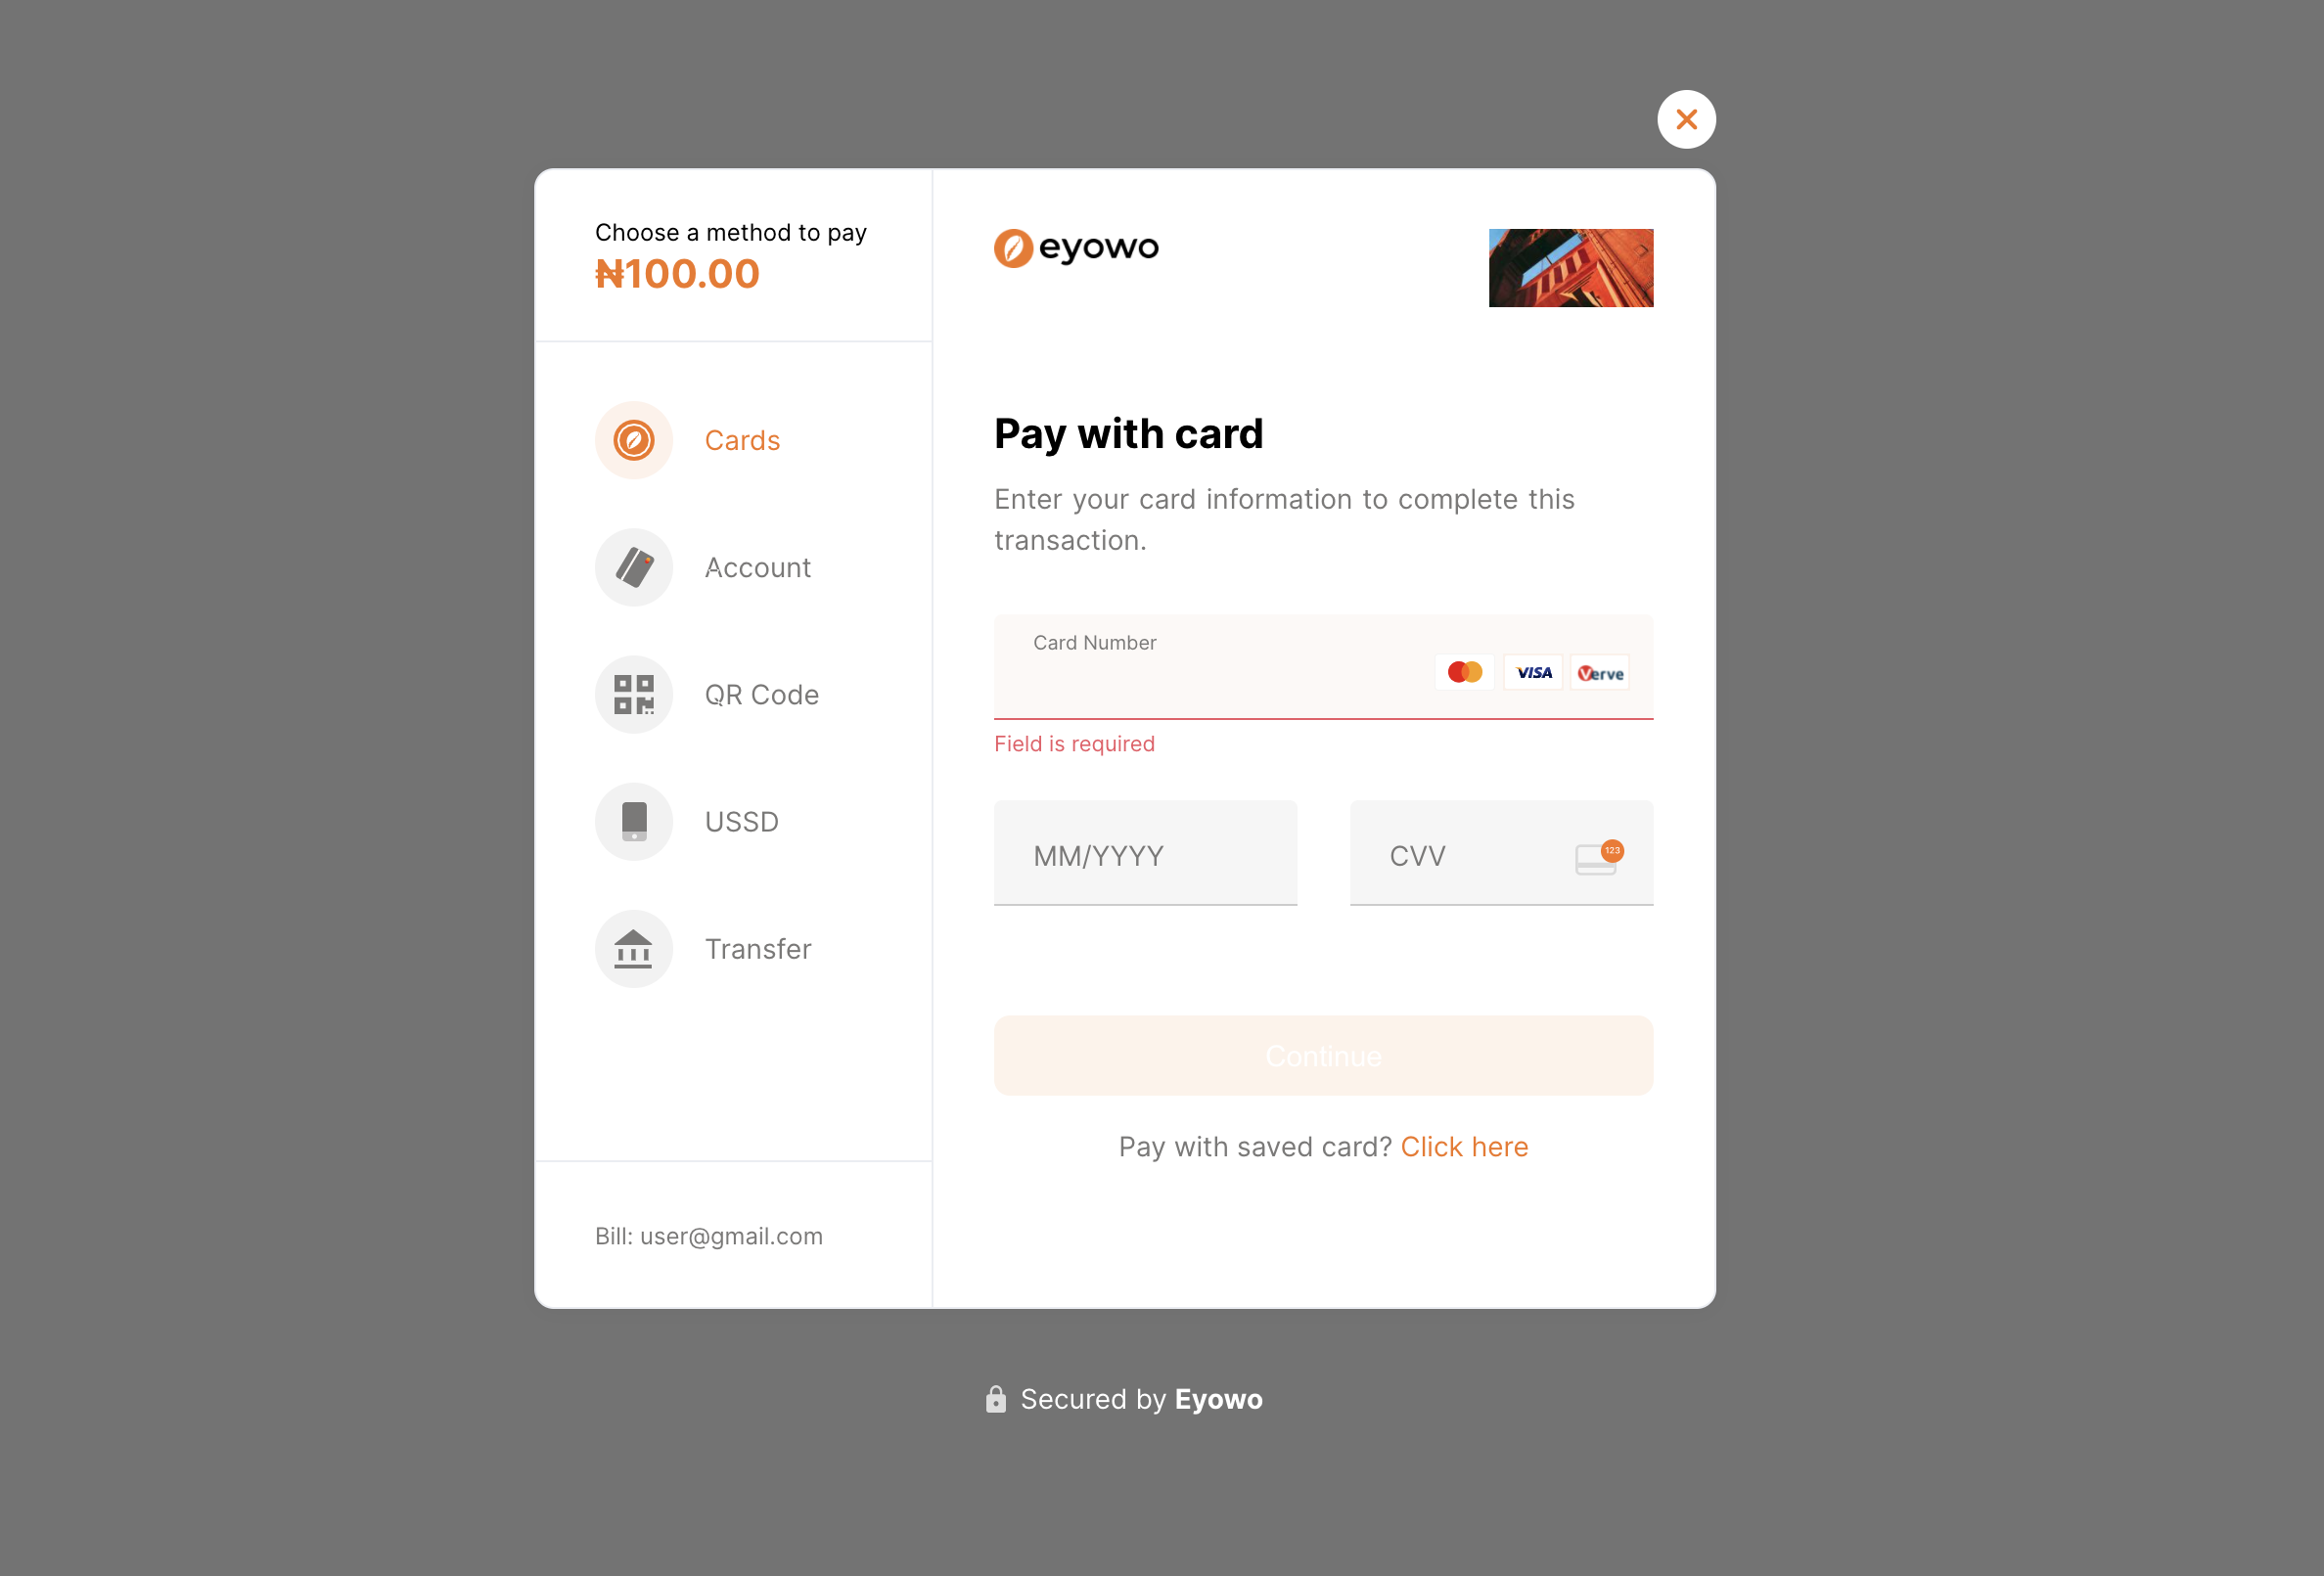 Choose a method to pay
₦100.00
Cards
Account
QR Code
USSD
Transfer
Bill: user@gmail.com
eyowo
Pay with card
Enter your card information to complete this
transaction.
Card Number
VISA
Verve
Field is required
MM/YYYY
CVV
123
Continue
Pay with saved card? Click here
Secured by Eyowo